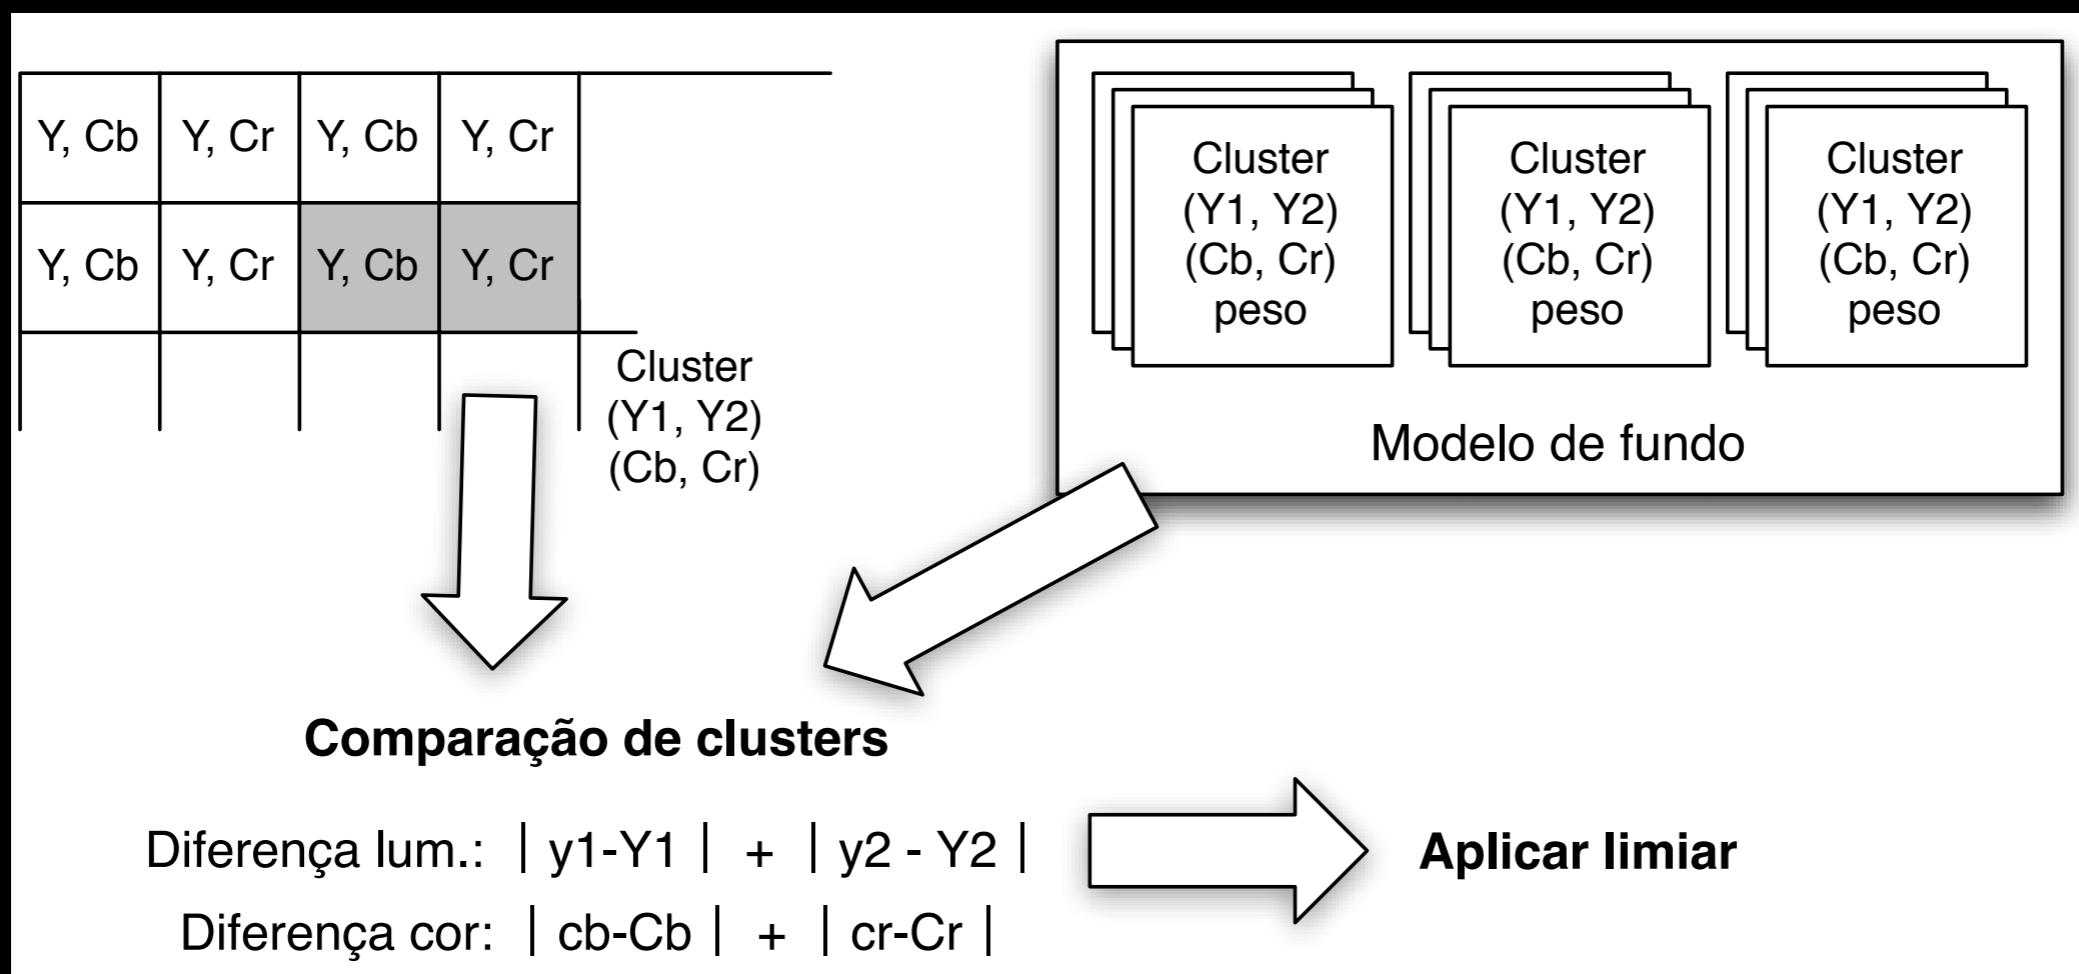 Y, Cb Y, Cr Y, Cb Y, Cr
Y, Cb Y, Cr Y, Cb Y, Cr
Cluster
(Y1, Y2)
(Cb, Cr)
Cluster
(Y1, Y2)
(Cb, Cr)
peso
Cluster
(Y1, Y2)
(Cb, Cr)
peso
Cluster
(Y1, Y2)
(Cb, Cr)
peso
Modelo de fundo
Comparação de clusters
Diferença lum.: | y1-Y1 | + | y2 - Y2 |
Diferença cor: | cb-Cb | + | cr-Cr |
Aplicar limiar